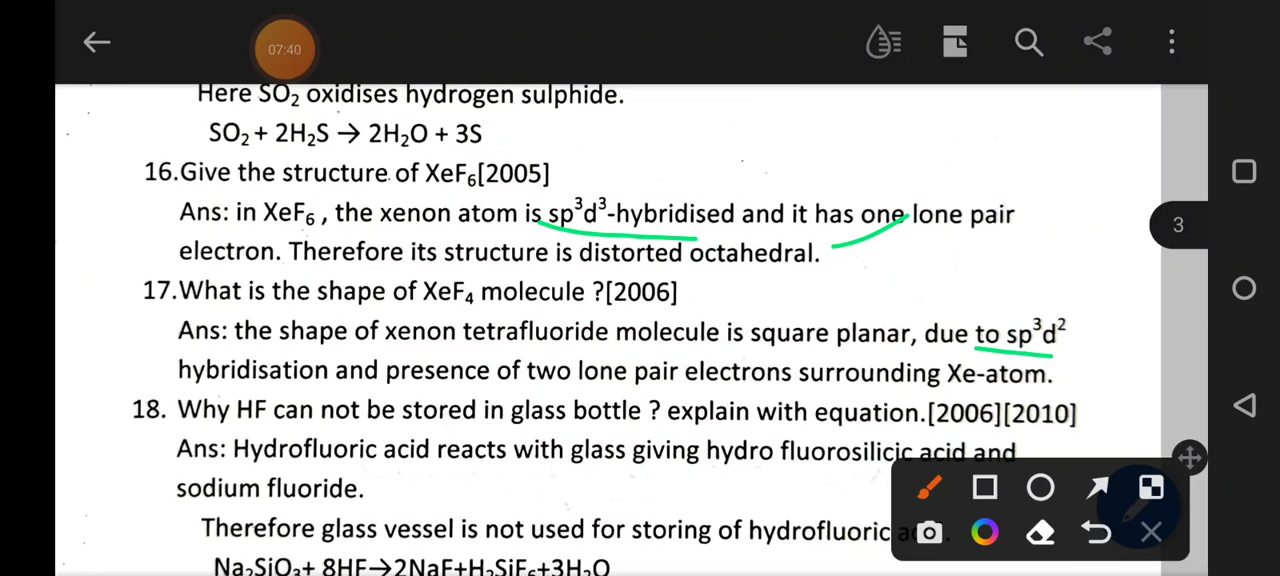 07:40
Here SO₂ oxidises hydrogen sulphide.
SO₂ + 2H₂S → 2H₂O + 3S
16.Give the structure of XeF₆[2005]
Ans: in XeF₆ , the xenon atom is sp³d³-hybridised and it has one lone pair
3
electron. Therefore its structure is distorted octahedral.
17.What is the shape of XeF₄ molecule ?[2006]
Ans: the shape of xenon tetrafluoride molecule is square planar, due to sp³d²
hybridisation and presence of two lone pair electrons surrounding Xe-atom.
18. Why HF can not be stored in glass bottle ? explain with equation.[2006][2010]
Ans: Hydrofluoric acid reacts with glass giving hydro fluorosilicic acid and
sodium fluoride.
Therefore glass vessel is not used for storing of hydrofluoric
Na₂SiO₃+ 8HF→2NaF+H₂SiF₆+3H₂O